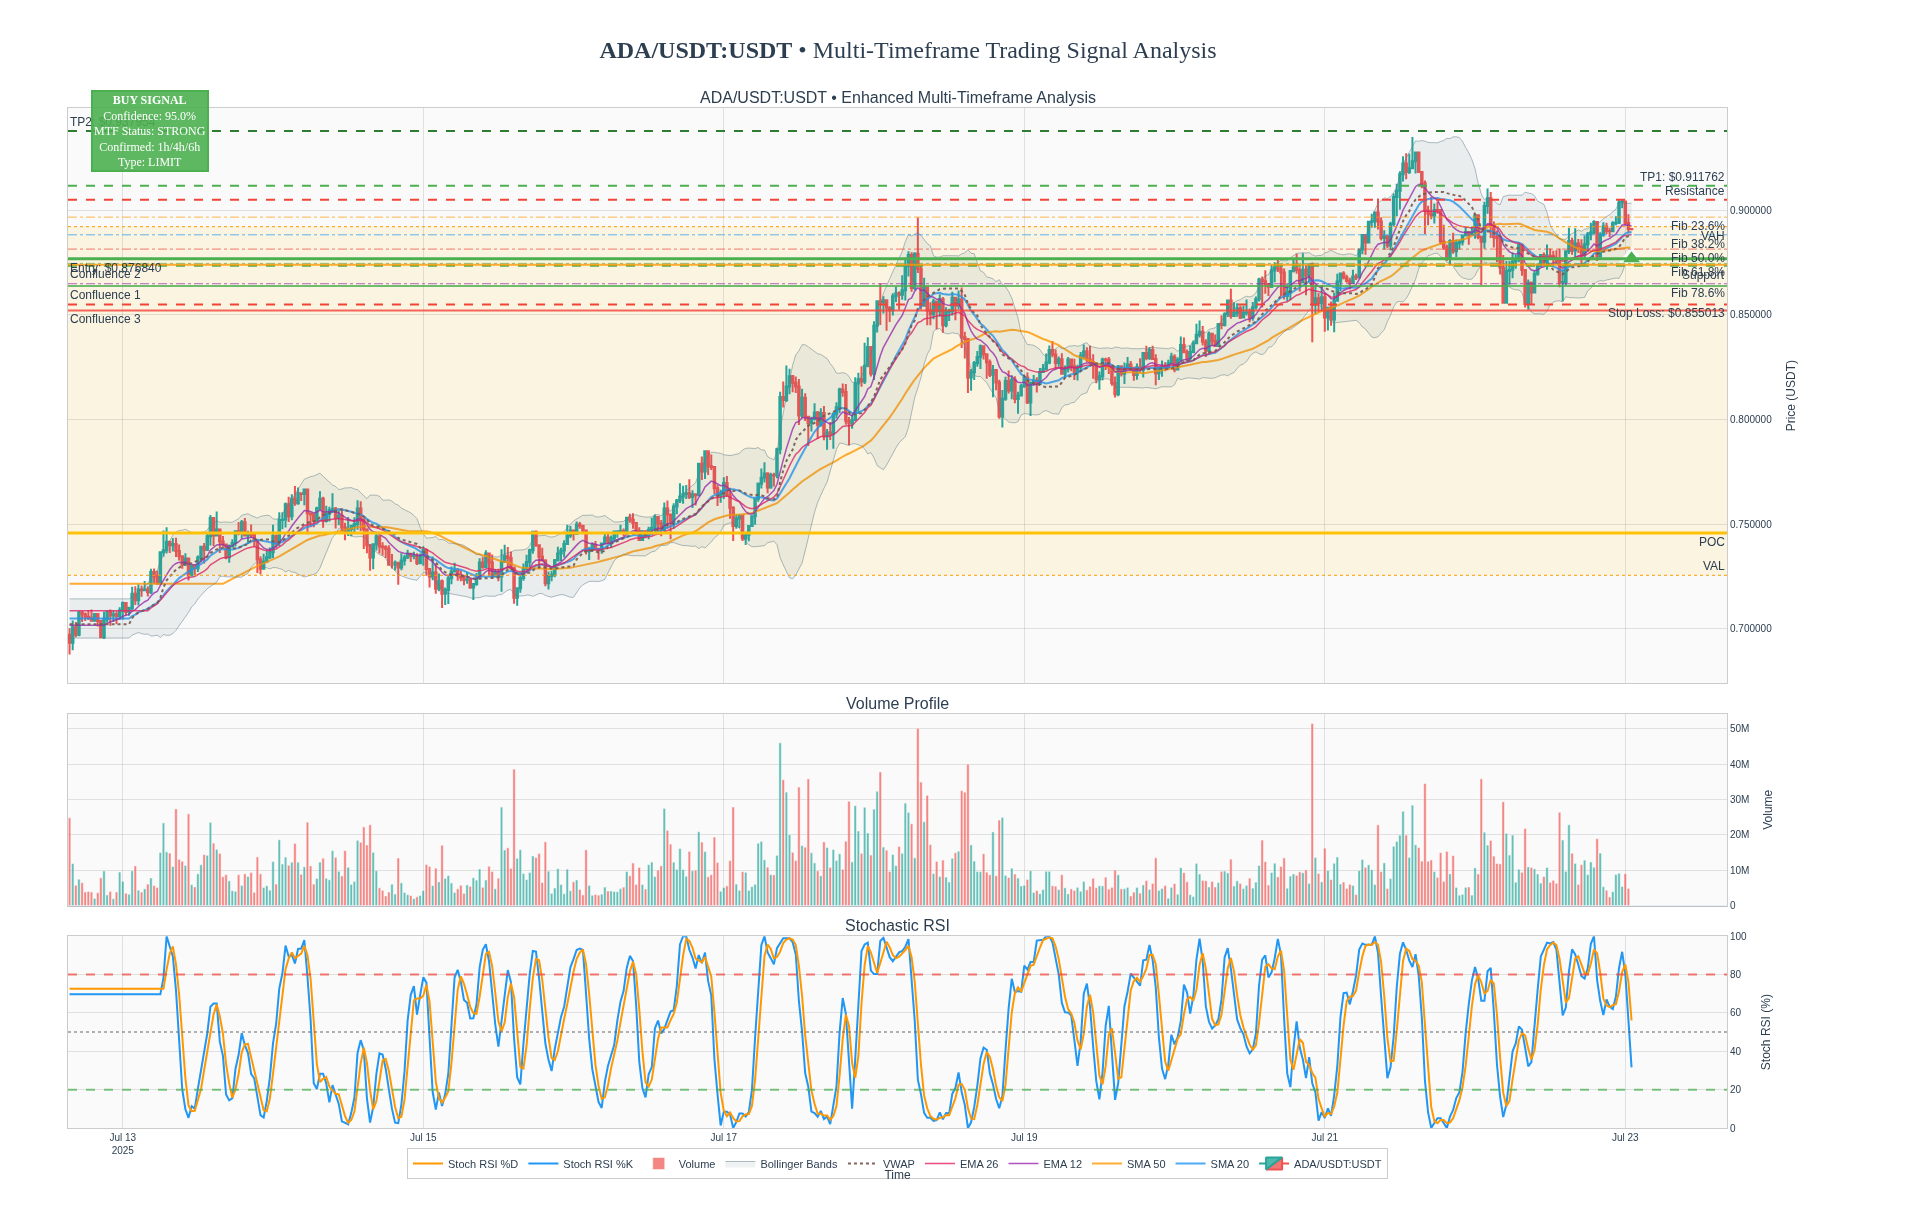 ADA/USDT:USDT • Multi-Timeframe Trading Signal Analysis
ADA/USDT:USDT • Enhanced Multi-Timeframe Analysis
BUY SIGNAL
Confidence: 95.0%
MTF Status: STRONG
Confirmed: 1h/4h/6h
Type: LIMIT
TP2:
TP1: $0.911762
Resistance
0.900000
Fib 23.6%
VAH
Fib 38.2%
Fib 50.0%
Entry: $0.876840
Confluence 2
Fib 61.8%
Support
Confluence 1
Fib 78.6%
Stop Loss: $0.855013
Confluence 3
0.850000
Price (USDT)
0.800000
0.750000
POC
VAL
0.700000
Volume Profile
50M
40M
30M
20M
10M
0
Volume
Stochastic RSI
100
80
60
40
20
0
Stoch RSI (%)
Jul 13
2025
Jul 15
Jul 17
Jul 19
Jul 21
Jul 23
Stoch RSI %D
Stoch RSI %K
Volume
Bollinger Bands
VWAP
EMA 26
EMA 12
SMA 50
SMA 20
ADA/USDT:USDT
Time